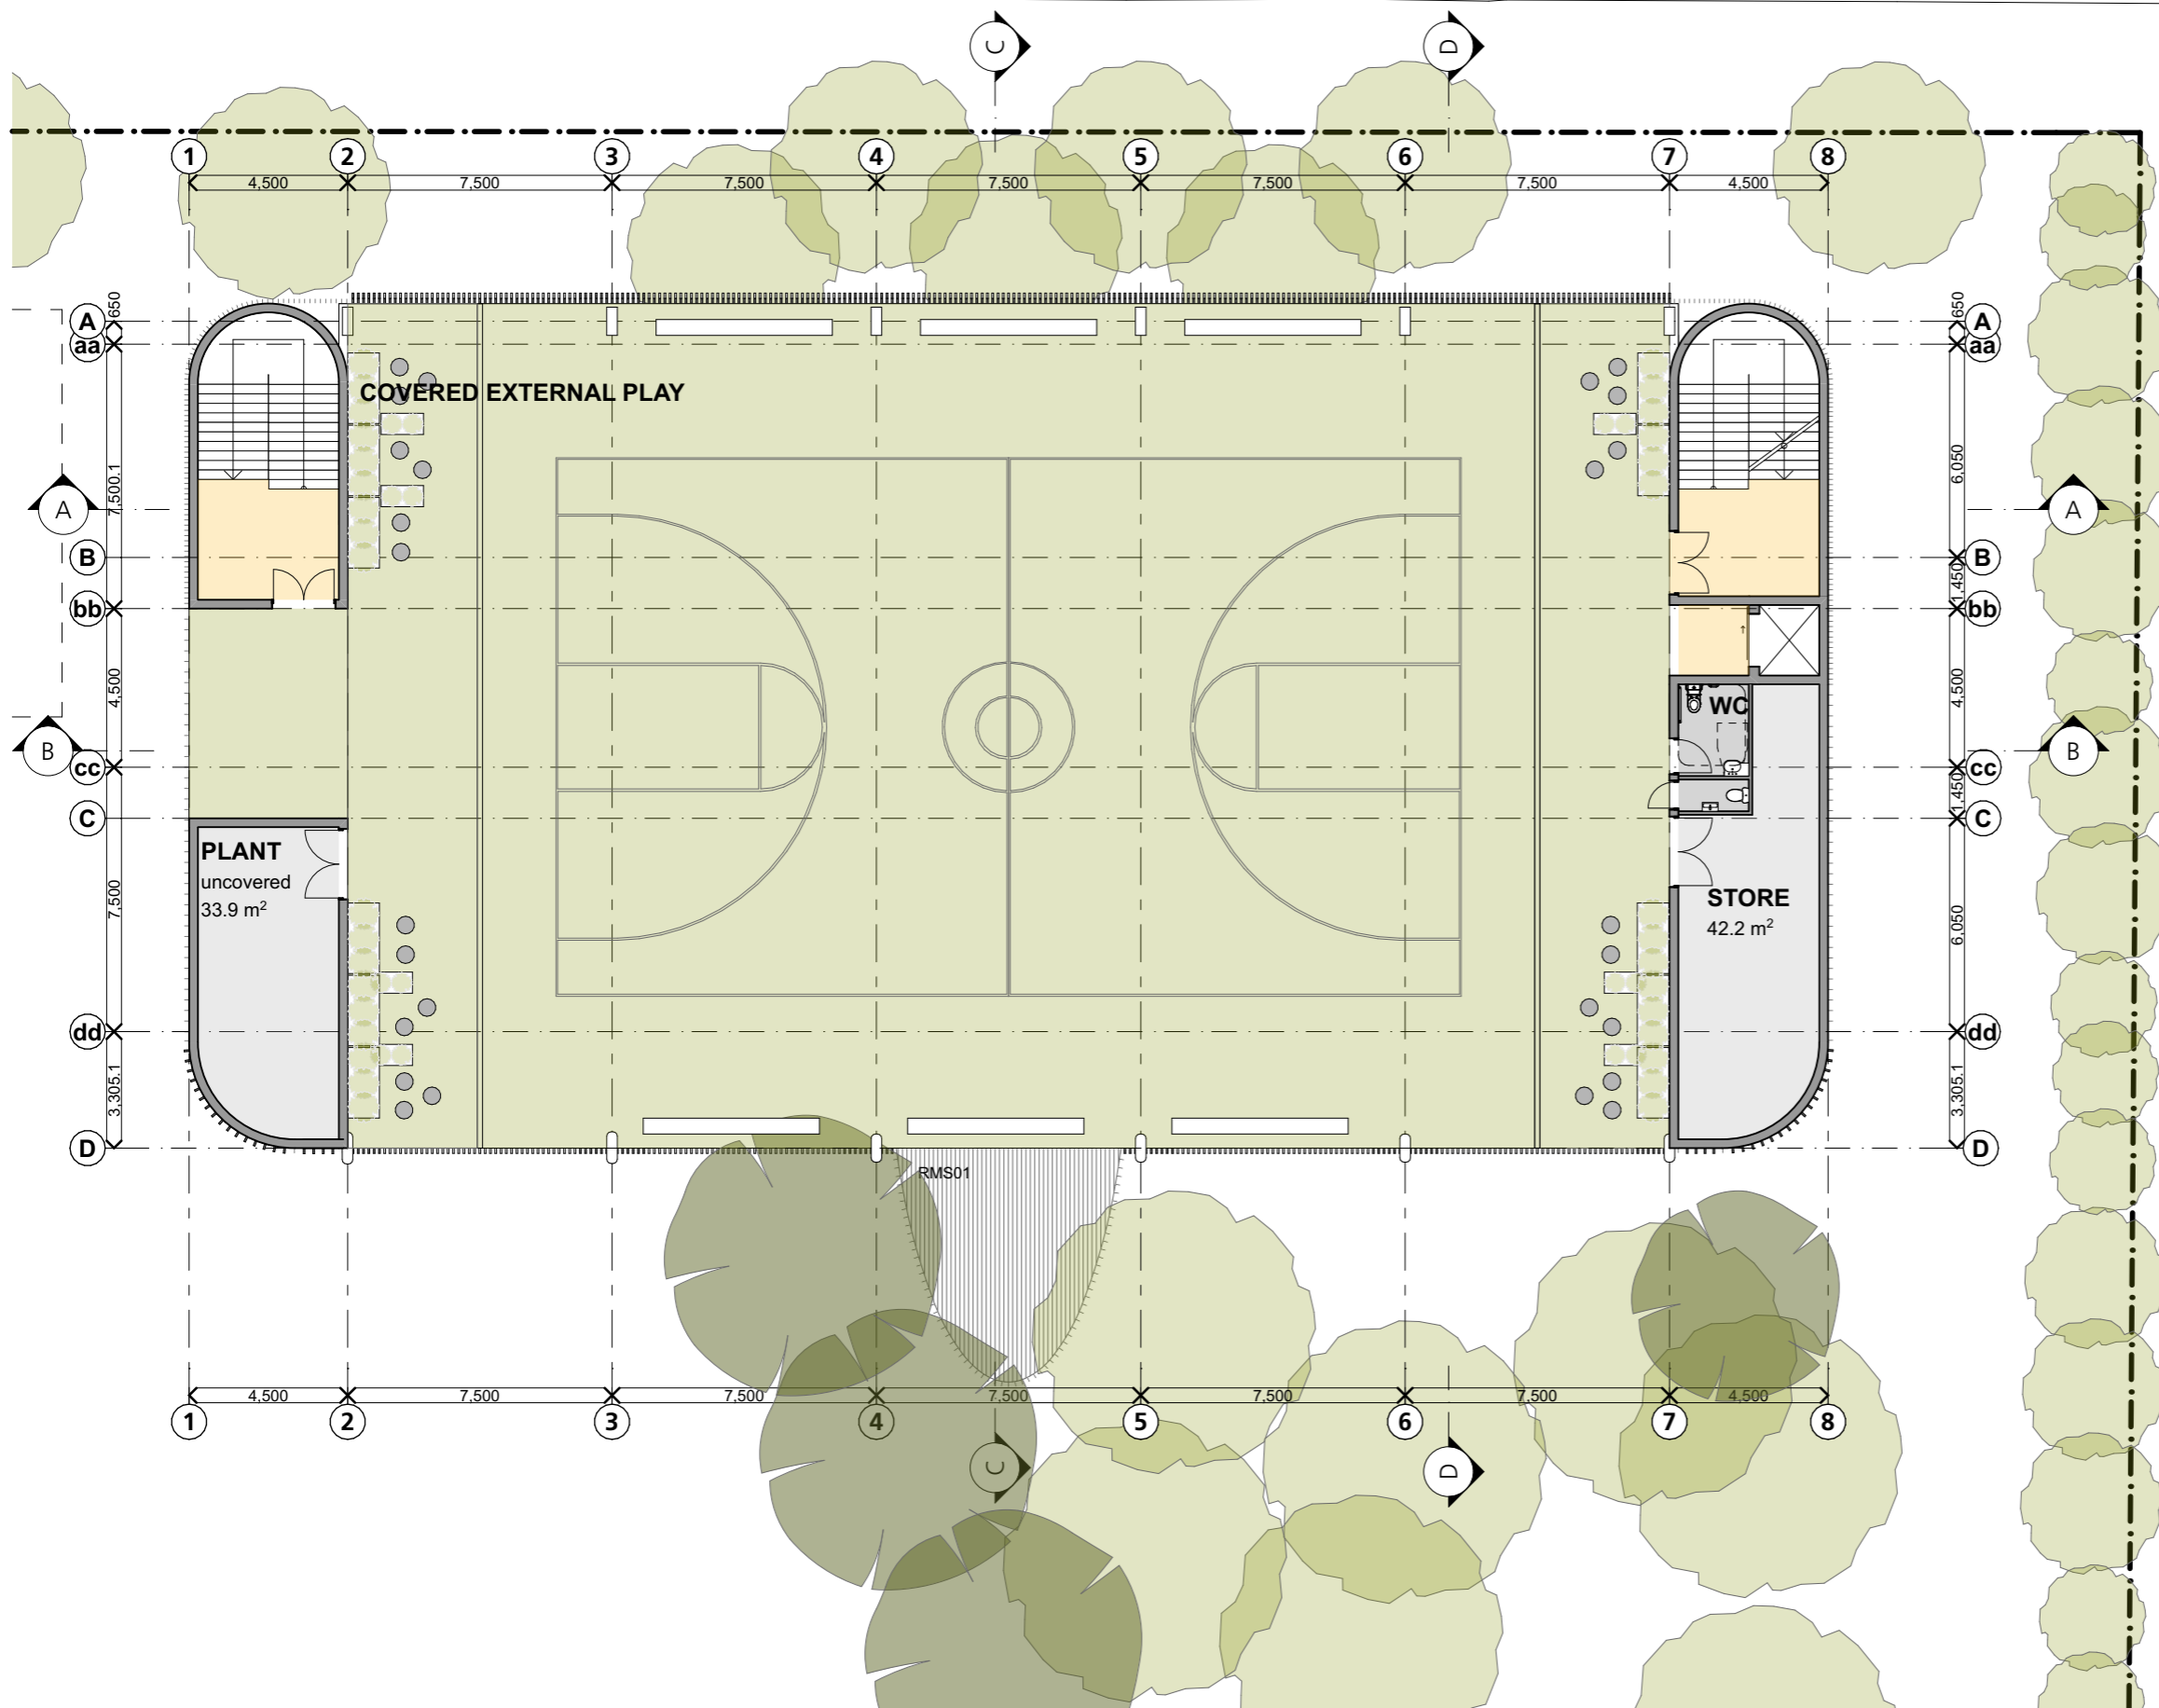 C
D
1
2
3
4
5
6
7
8
4,500
7,500
7,500
7,500
7,500
7,500
4,500
650
650
A
A
aa
aa
COVERED EXTERNAL PLAY
7,500.1
6,050
A
A
B
B
1,450
bb
bb
4,500
4,500
WC
B
B
cc
cc
1,450
C
C
PLANT
uncovered
33.9 m²
7,500
STORE
42.2 m²
6,050
dd
dd
3,305.1
3,305.1
D
D
RMS01
4,500
7,500
7,500
7,500
7,500
7,500
4,500
1
2
3
4
5
6
7
8
C
D